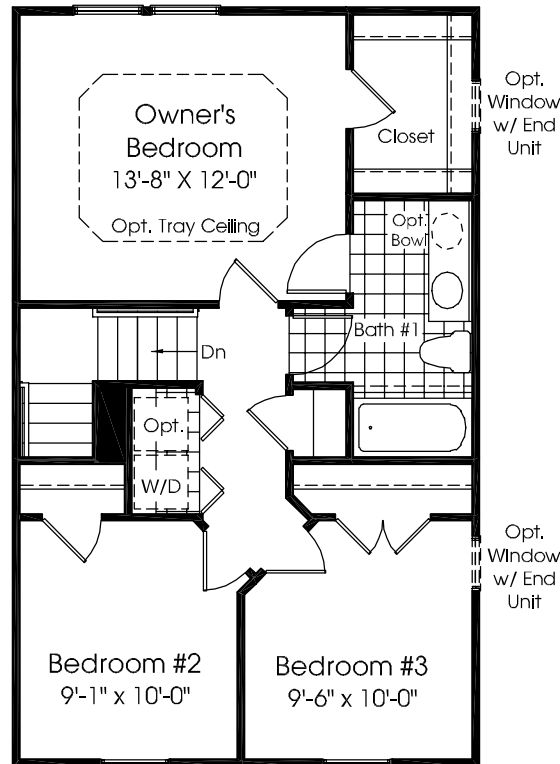 Owner's
Bedroom
13'-8" X 12'-0"
Opt. Tray Ceiling
Closet
Opt.
Window
w/ End
Unit
Opt.
Bowl
Bath #1
Dn
Opt.
W/D
Opt.
Window
w/ End
Unit
Bedroom #2
9'-1" x 10'-0"
Bedroom #3
9'-6" x 10'-0"